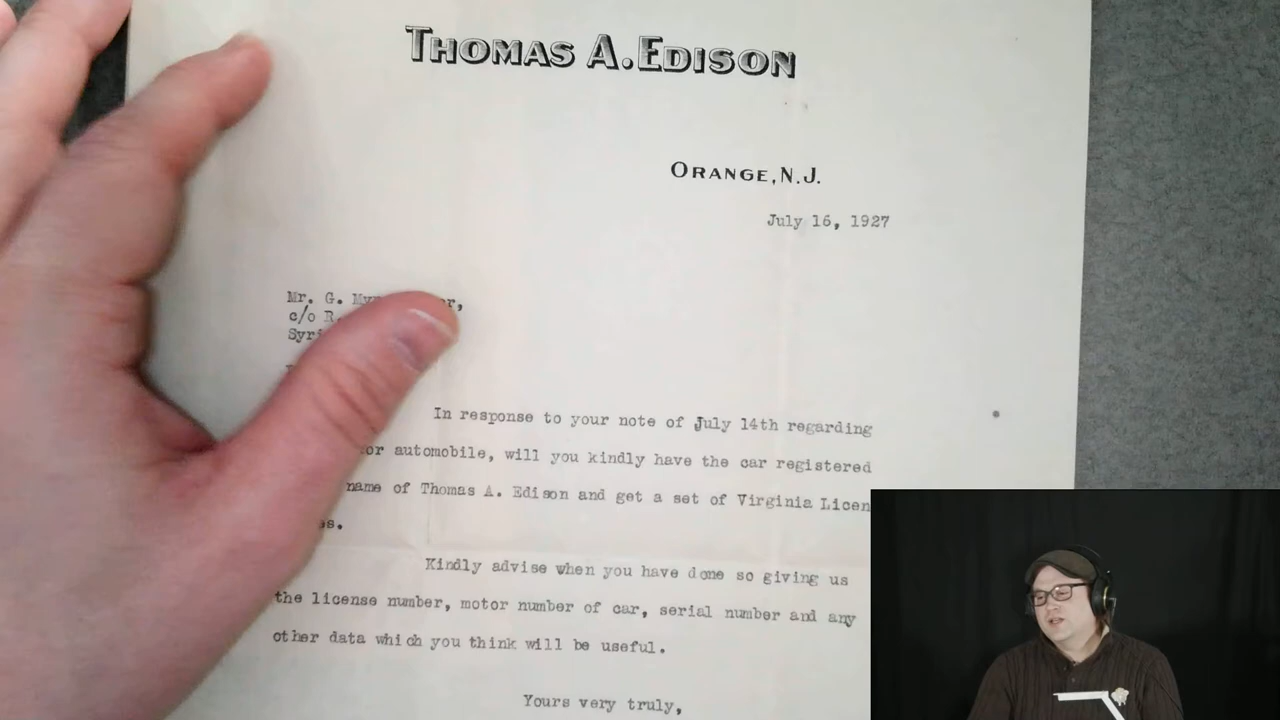 THOMAS A. EDISON
ORANGE, N.J.
July 16, 1927
Mr. G.
c/o R.
In response to your note of July 14th regarding
automobile, will you kindly have the car registered
name of Thomas A. Edison and get a set of Virginia
Kindly advise when you have done so giving us
the license number, motor number of car, serial number and any
other data which you think will be useful.
Yours very truly,